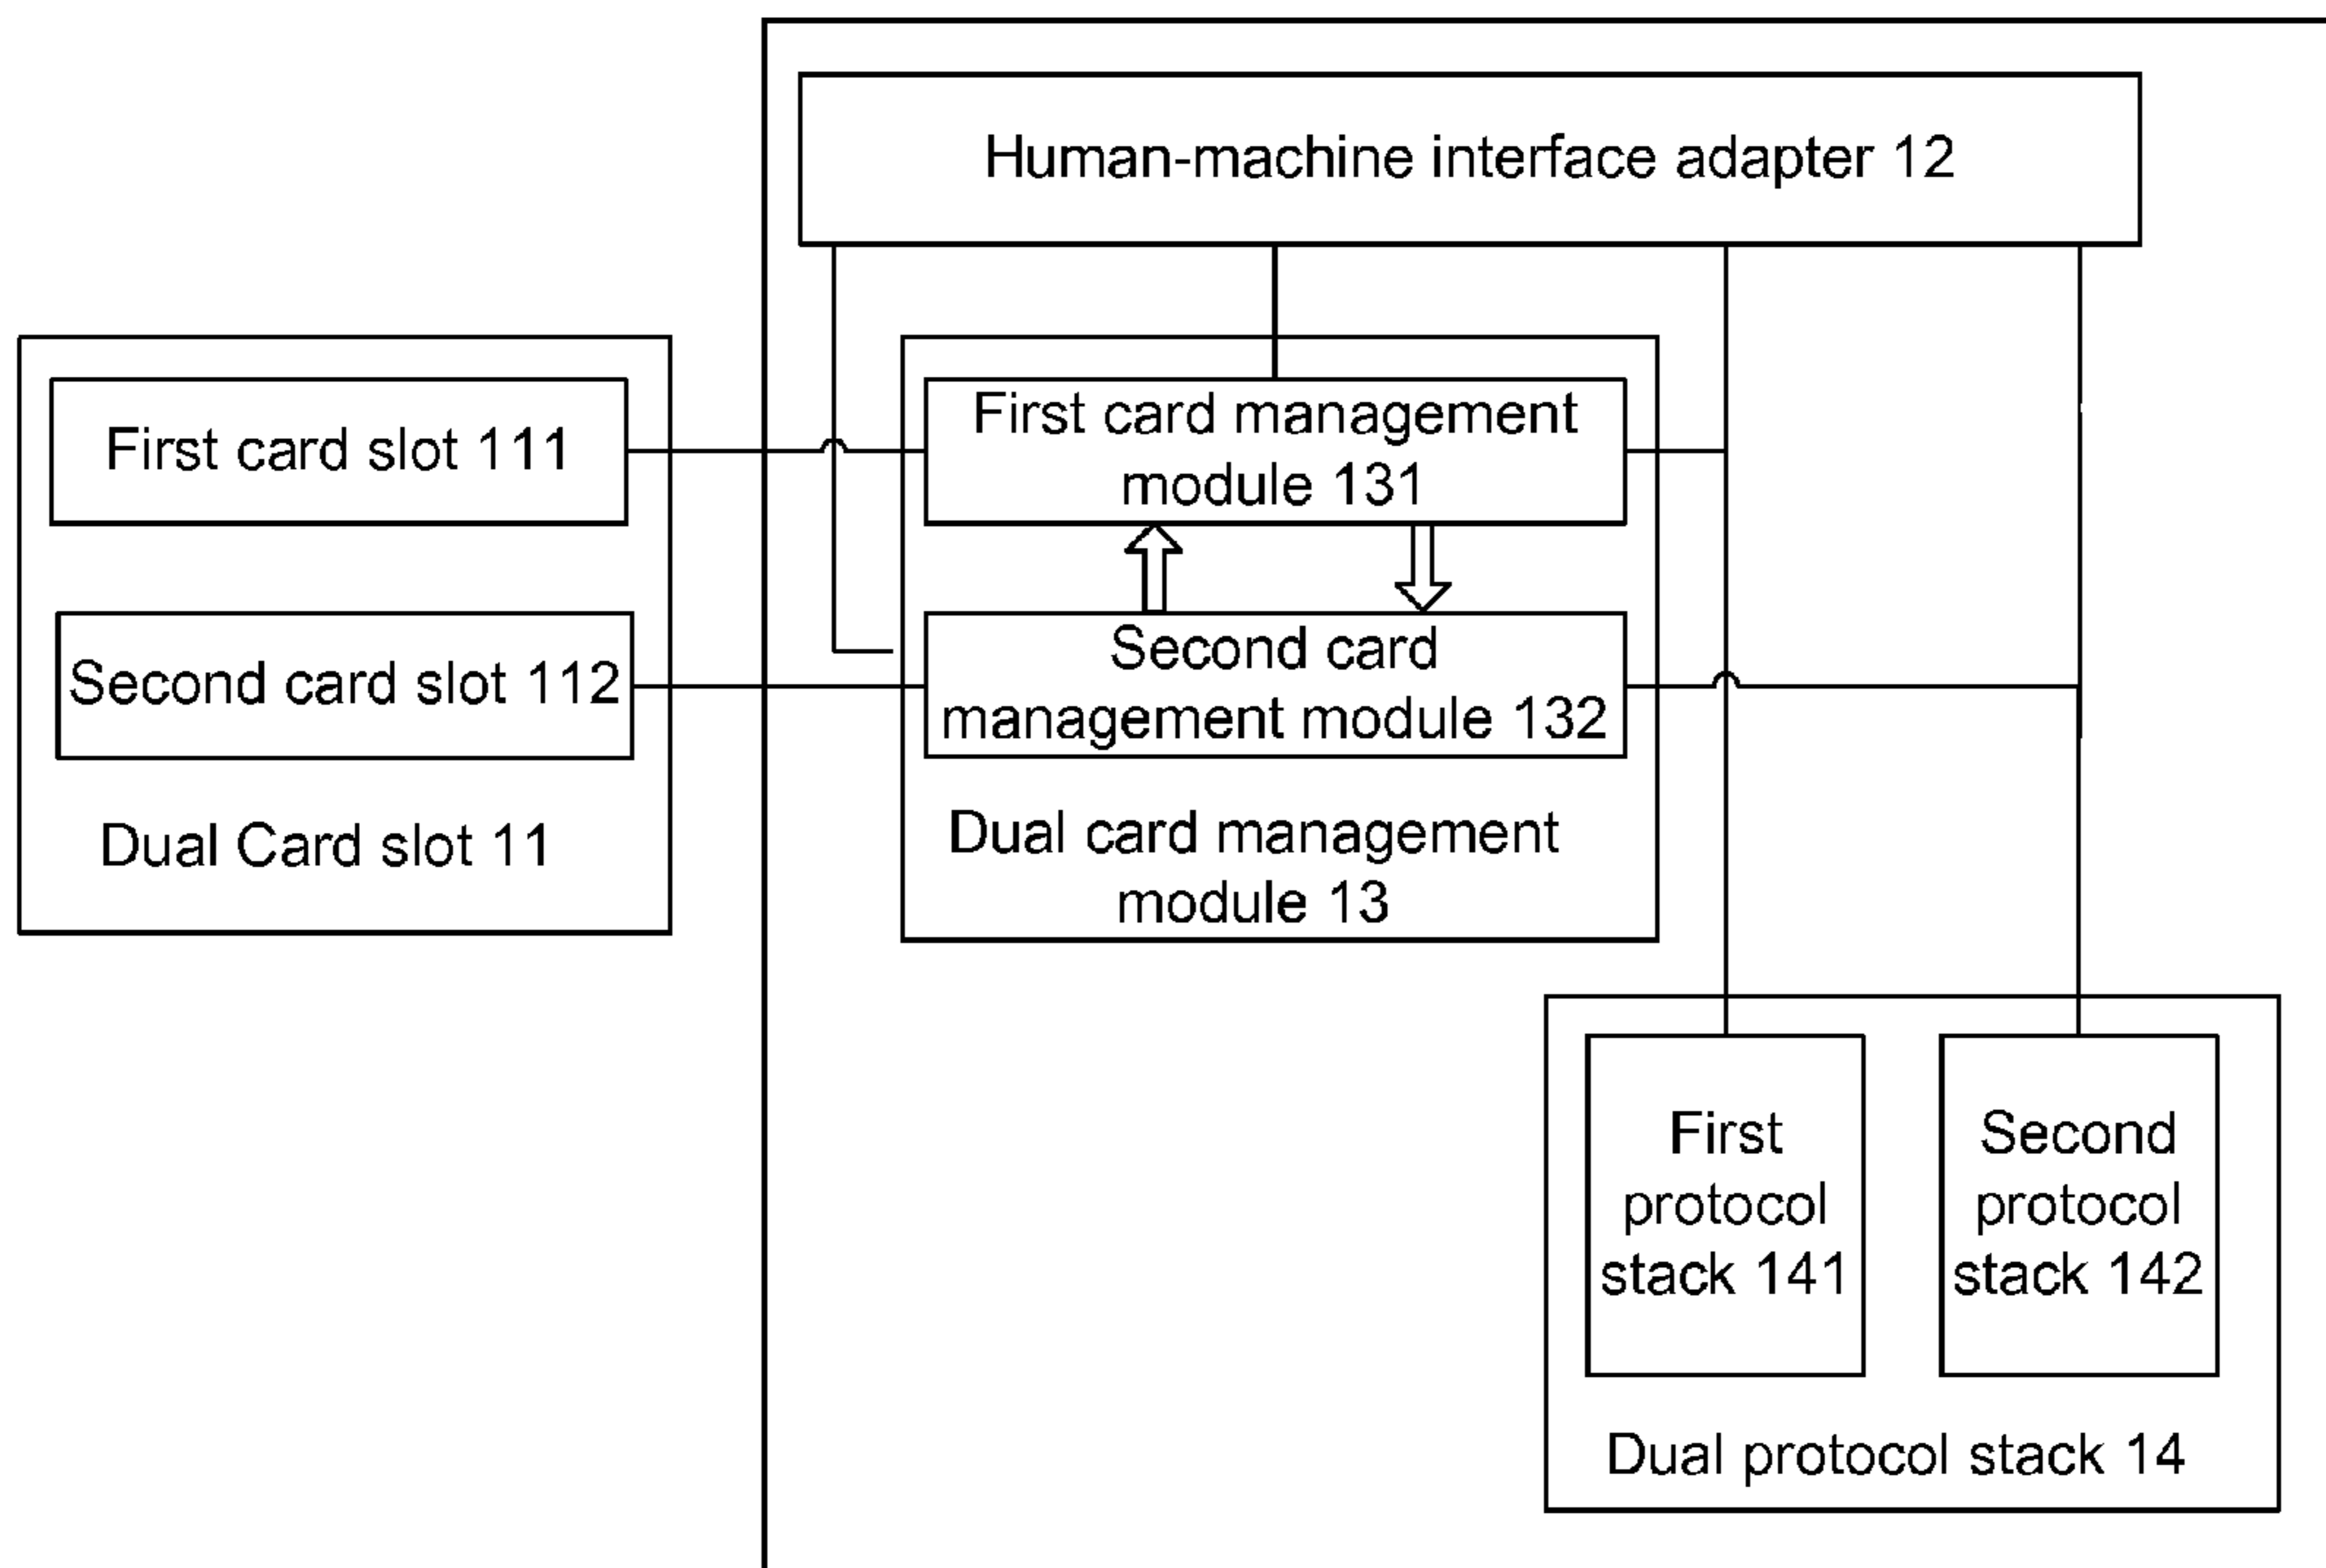 Human-machine interface adapter 12
First card slot 111
Second card slot 112
Dual Card slot 11
First card management
module 131
Second card
management module 132
Dual card management
module 13
First
protocol
stack 141
Second
protocol
stack 142
Dual protocol stack 14